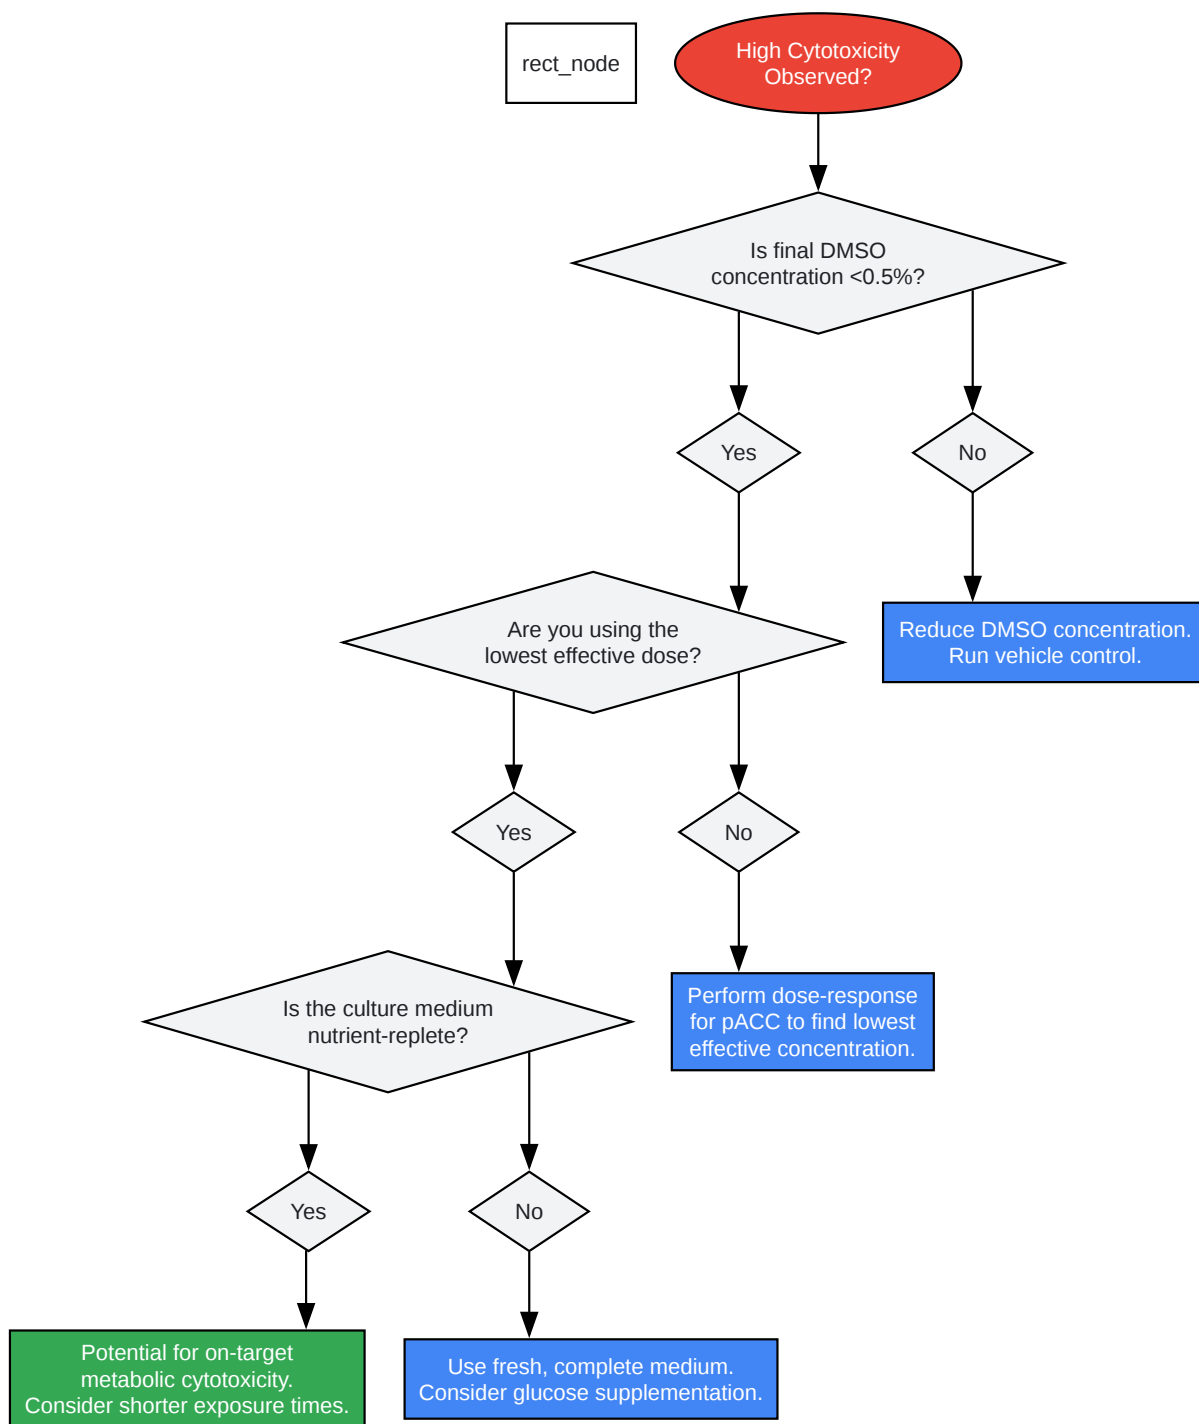 rect_node
High Cytotoxicity
Observed?
Is final DMSO
concentration <0.5%?
Yes
No
Reduce DMSO concentration.
Run vehicle control.
Are you using the
lowest effective dose?
Yes
No
Perform dose-response
for pACC to find lowest
effective concentration.
Is the culture medium
nutrient-replete?
Yes
No
Potential for on-target
metabolic cytotoxicity.
Consider shorter exposure times.
Use fresh, complete medium.
Consider glucose supplementation.